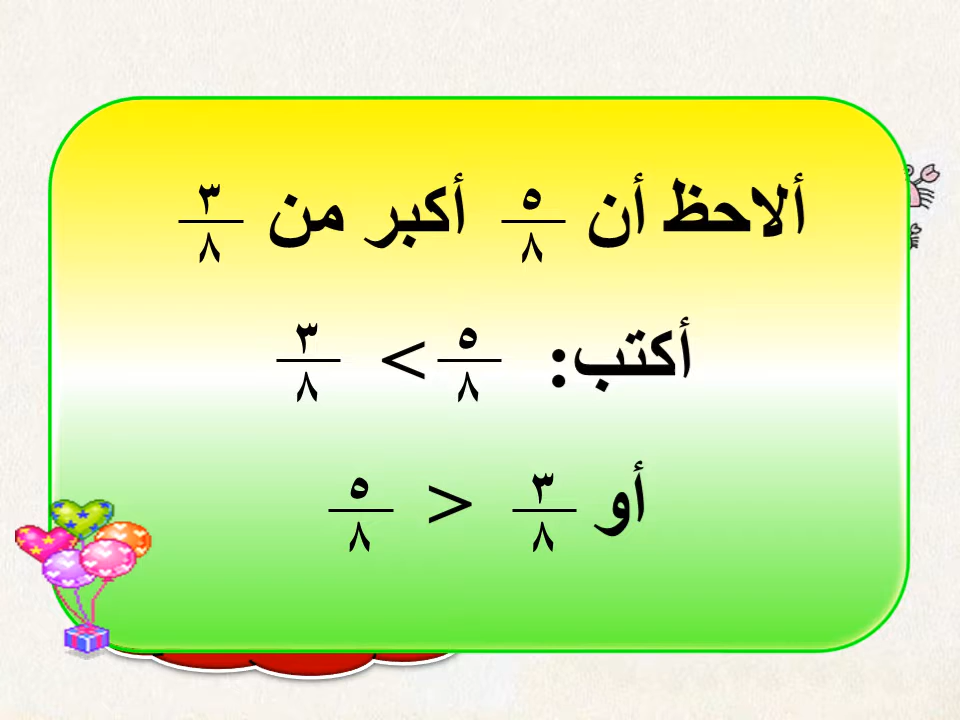 ألاحظ أن ٥/٨ أكبر من ٣/٨
أكتب: ٥/٨ > ٣/٨
أو ٣/٨ < ٥/٨